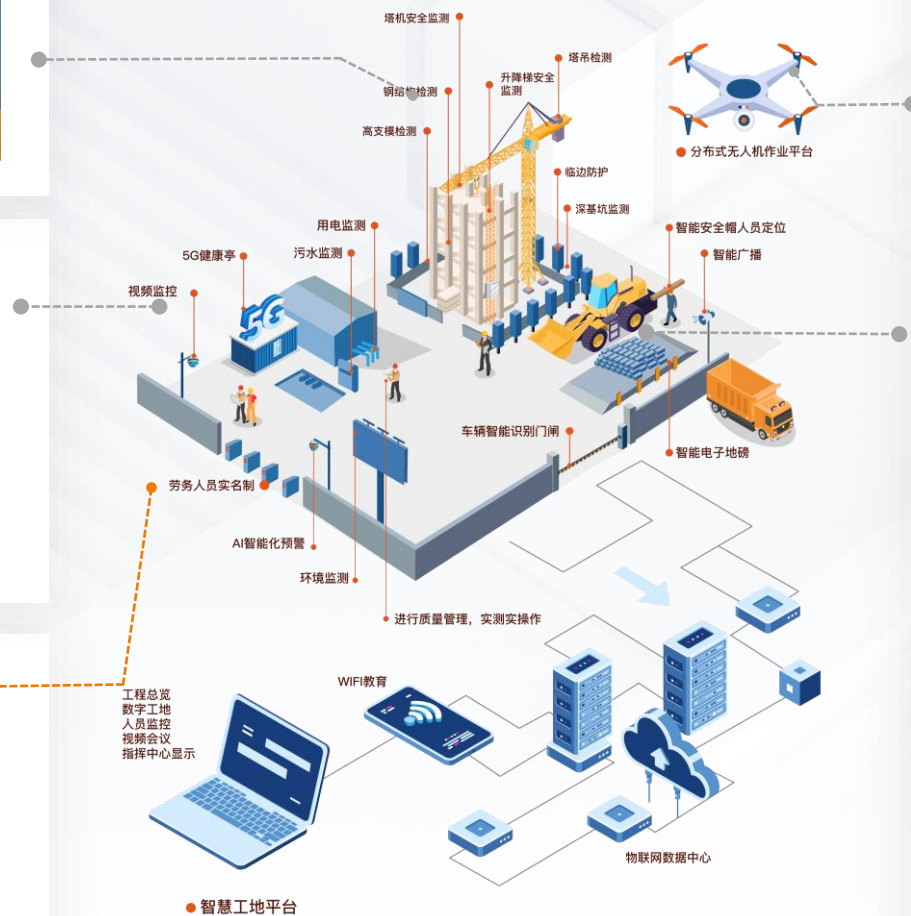 塔机安全监测
塔吊检测
升降梯安全
监测
钢结构检测
高支模检测
分布式无人机作业平台
临边防护
深基坑监测
用电监测
智能安全帽人员定位
污水监测
5G健康亭
智能广播
视频监控
5G
车辆智能识别门闸
智能电子地磅
劳务人员实名制
AI智能化预警
环境监测
进行质量管理，实测实操作
WIFI教育
工程总览
数字工地
人员监控
视频会议
指挥中心显示
物联网数据中心
智慧工地平台